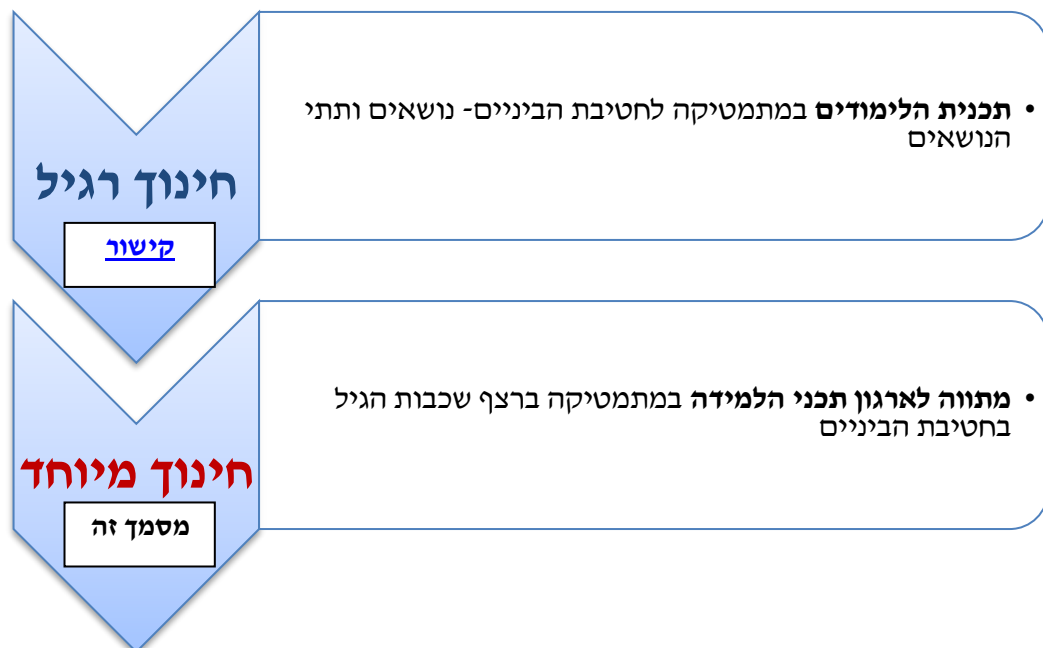 חינוך רגיל
קישור
• תכנית הלימודים במתמטיקה לחטיבת הביניים- נושאים ותתי
הנושאים
חינוך מיוחד
מסמך זה
• מתווה לארגון תכני הלמידה במתמטיקה ברצף שכבות הגיל
בחטיבת הביניים